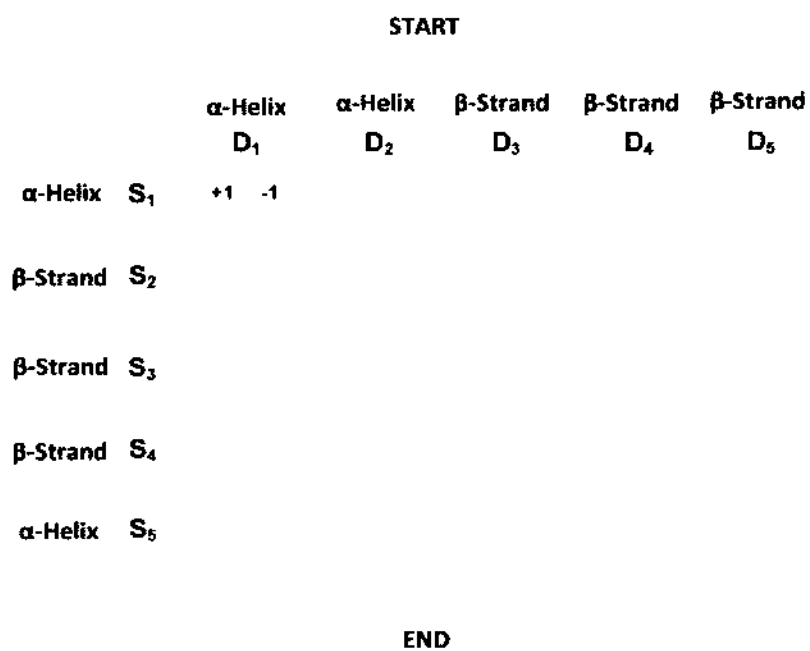 START
α-Helix α-Helix β-Strand β-Strand β-Strand
D₁ D₂ D₃ D₄ D₅
α-Helix S₁ +1 -1
β-Strand S₂
β-Strand S₃
β-Strand S₄
α-Helix S₅
END